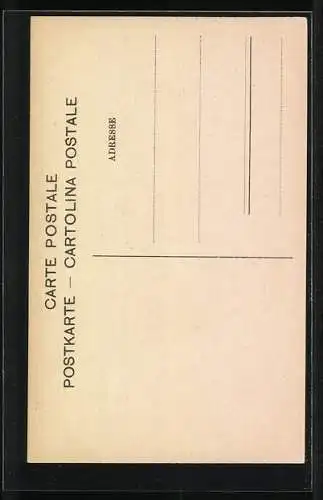 CARTE POSTALE
POSTKARTE – CARTOLINA POSTALE
ADRESSE